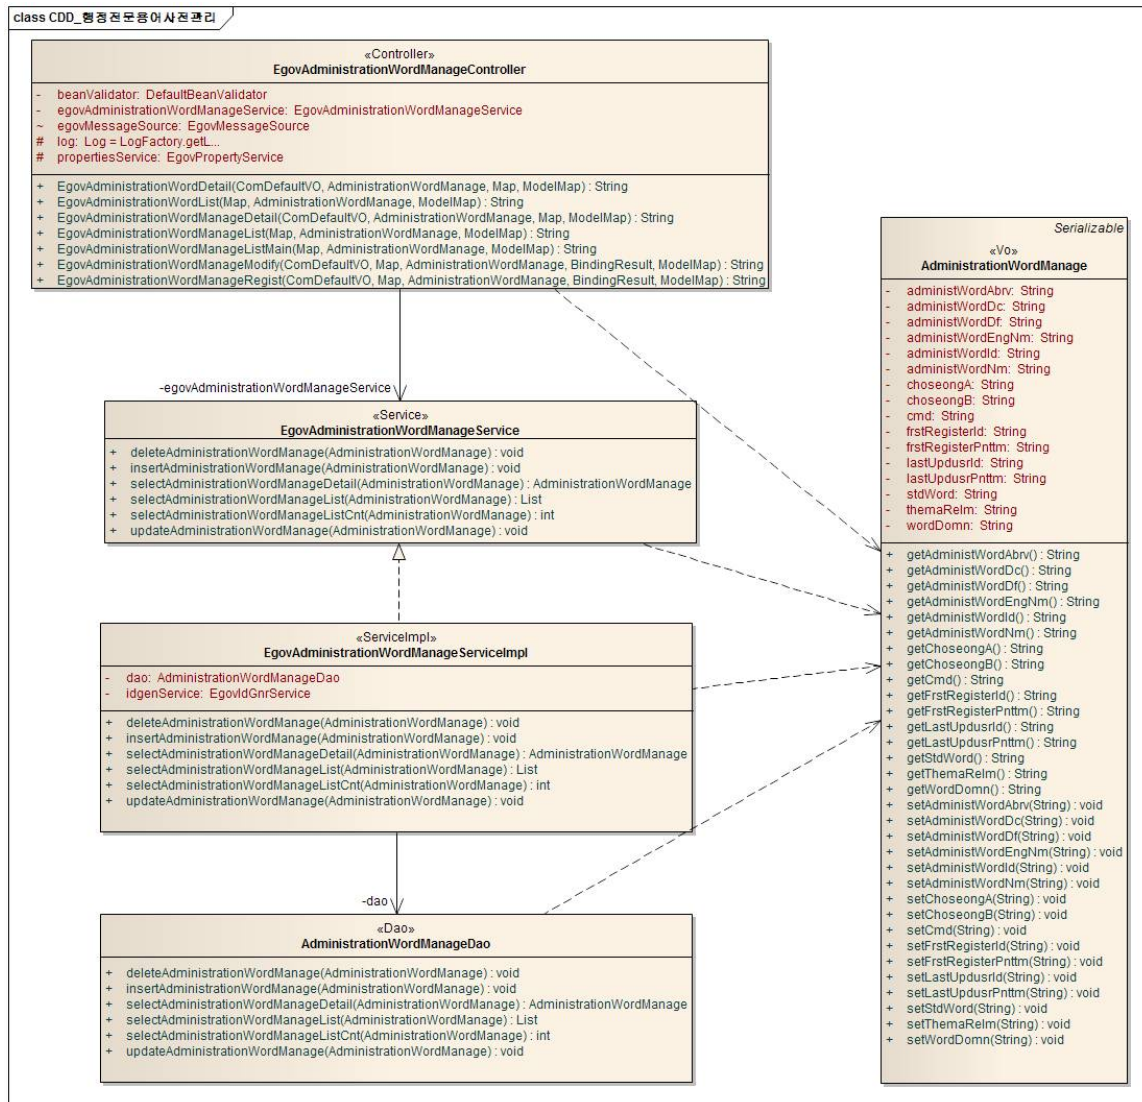 class CDD_행정전문용어사전관리
«Controller»
EgovAdministrationWordManageController
- beanValidator: DefaultBeanValidator
- egovAdministrationWordManageService: EgovAdministrationWordManageService
~ egovMessageSource: EgovMessageSource
# log: Log = LogFactory.getL...
# propertiesService: EgovPropertyService
+ EgovAdministrationWordDetail(ComDefaultVO, AdministrationWordManage, Map, ModelMap) : String
+ EgovAdministrationWordList(Map, AdministrationWordManage, ModelMap) : String
+ EgovAdministrationWordManageDetail(ComDefaultVO, AdministrationWordManage, Map, ModelMap) : String
+ EgovAdministrationWordManageList(Map, AdministrationWordManage, ModelMap) : String
+ EgovAdministrationWordManageListMain(Map, AdministrationWordManage, ModelMap) : String
+ EgovAdministrationWordManageModify(ComDefaultVO, Map, AdministrationWordManage, BindingResult, ModelMap) : String
+ EgovAdministrationWordManageRegist(ComDefaultVO, Map, AdministrationWordManage, BindingResult, ModelMap) : String
-egovAdministrationWordManageService
«Service»
EgovAdministrationWordManageService
+ deleteAdministrationWordManage(AdministrationWordManage) : void
+ insertAdministrationWordManage(AdministrationWordManage) : void
+ selectAdministrationWordManageDetail(AdministrationWordManage) : AdministrationWordManage
+ selectAdministrationWordManageList(AdministrationWordManage) : List
+ selectAdministrationWordManageListCnt(AdministrationWordManage) : int
+ updateAdministrationWordManage(AdministrationWordManage) : void
«ServiceImpl»
EgovAdministrationWordManageServiceImpl
- dao: AdministrationWordManageDao
- idgenService: EgovIdGnrService
+ deleteAdministrationWordManage(AdministrationWordManage) : void
+ insertAdministrationWordManage(AdministrationWordManage) : void
+ selectAdministrationWordManageDetail(AdministrationWordManage) : AdministrationWordManage
+ selectAdministrationWordManageList(AdministrationWordManage) : List
+ selectAdministrationWordManageListCnt(AdministrationWordManage) : int
+ updateAdministrationWordManage(AdministrationWordManage) : void
-dao
«Dao»
AdministrationWordManageDao
+ deleteAdministrationWordManage(AdministrationWordManage) : void
+ insertAdministrationWordManage(AdministrationWordManage) : void
+ selectAdministrationWordManageDetail(AdministrationWordManage) : AdministrationWordManage
+ selectAdministrationWordManageList(AdministrationWordManage) : List
+ selectAdministrationWordManageListCnt(AdministrationWordManage) : int
+ updateAdministrationWordManage(AdministrationWordManage) : void
Serializable
«Vo»
AdministrationWordManage
- administWordAbrv: String
- administWordDc: String
- administWordDf: String
- administWordEngNm: String
- administWordId: String
- administWordNm: String
- choseongA: String
- choseongB: String
- cmd: String
- frstRegisterId: String
- frstRegisterPnttm: String
- lastUpdusrId: String
- lastUpdusrPnttm: String
- stdWord: String
- themaRelm: String
- wordDomn: String
+ getAdministWordAbrv() : String
+ getAdministWordDc() : String
+ getAdministWordDf() : String
+ getAdministWordEngNm() : String
+ getAdministWordId() : String
+ getAdministWordNm() : String
+ getChoseongA() : String
+ getChoseongB() : String
+ getCmd() : String
+ getFrstRegisterId() : String
+ getFrstRegisterPnttm() : String
+ getLastUpdusrId() : String
+ getLastUpdusrPnttm() : String
+ getStdWord() : String
+ getThemaRelm() : String
+ getWordDomn() : String
+ setAdministWordAbrv(String) : void
+ setAdministWordDc(String) : void
+ setAdministWordDf(String) : void
+ setAdministWordEngNm(String) : void
+ setAdministWordId(String) : void
+ setAdministWordNm(String) : void
+ setChoseongA(String) : void
+ setChoseongB(String) : void
+ setCmd(String) : void
+ setFrstRegisterId(String) : void
+ setFrstRegisterPnttm(String) : void
+ setLastUpdusrId(String) : void
+ setLastUpdusrPnttm(String) : void
+ setStdWord(String) : void
+ setThemaRelm(String) : void
+ setWordDomn(String) : void